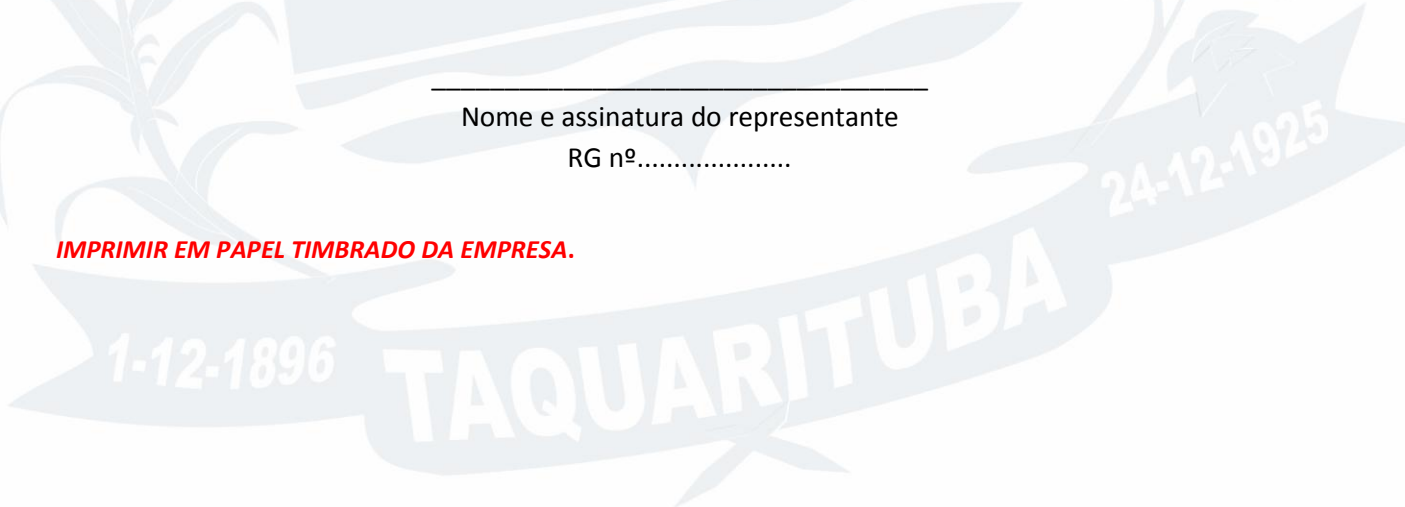 ___________________________________
Nome e assinatura do representante
RG nº.....................
24-12-1925
IMPRIMIR EM PAPEL TIMBRADO DA EMPRESA.
1-12-1896
TAQUARITUBA